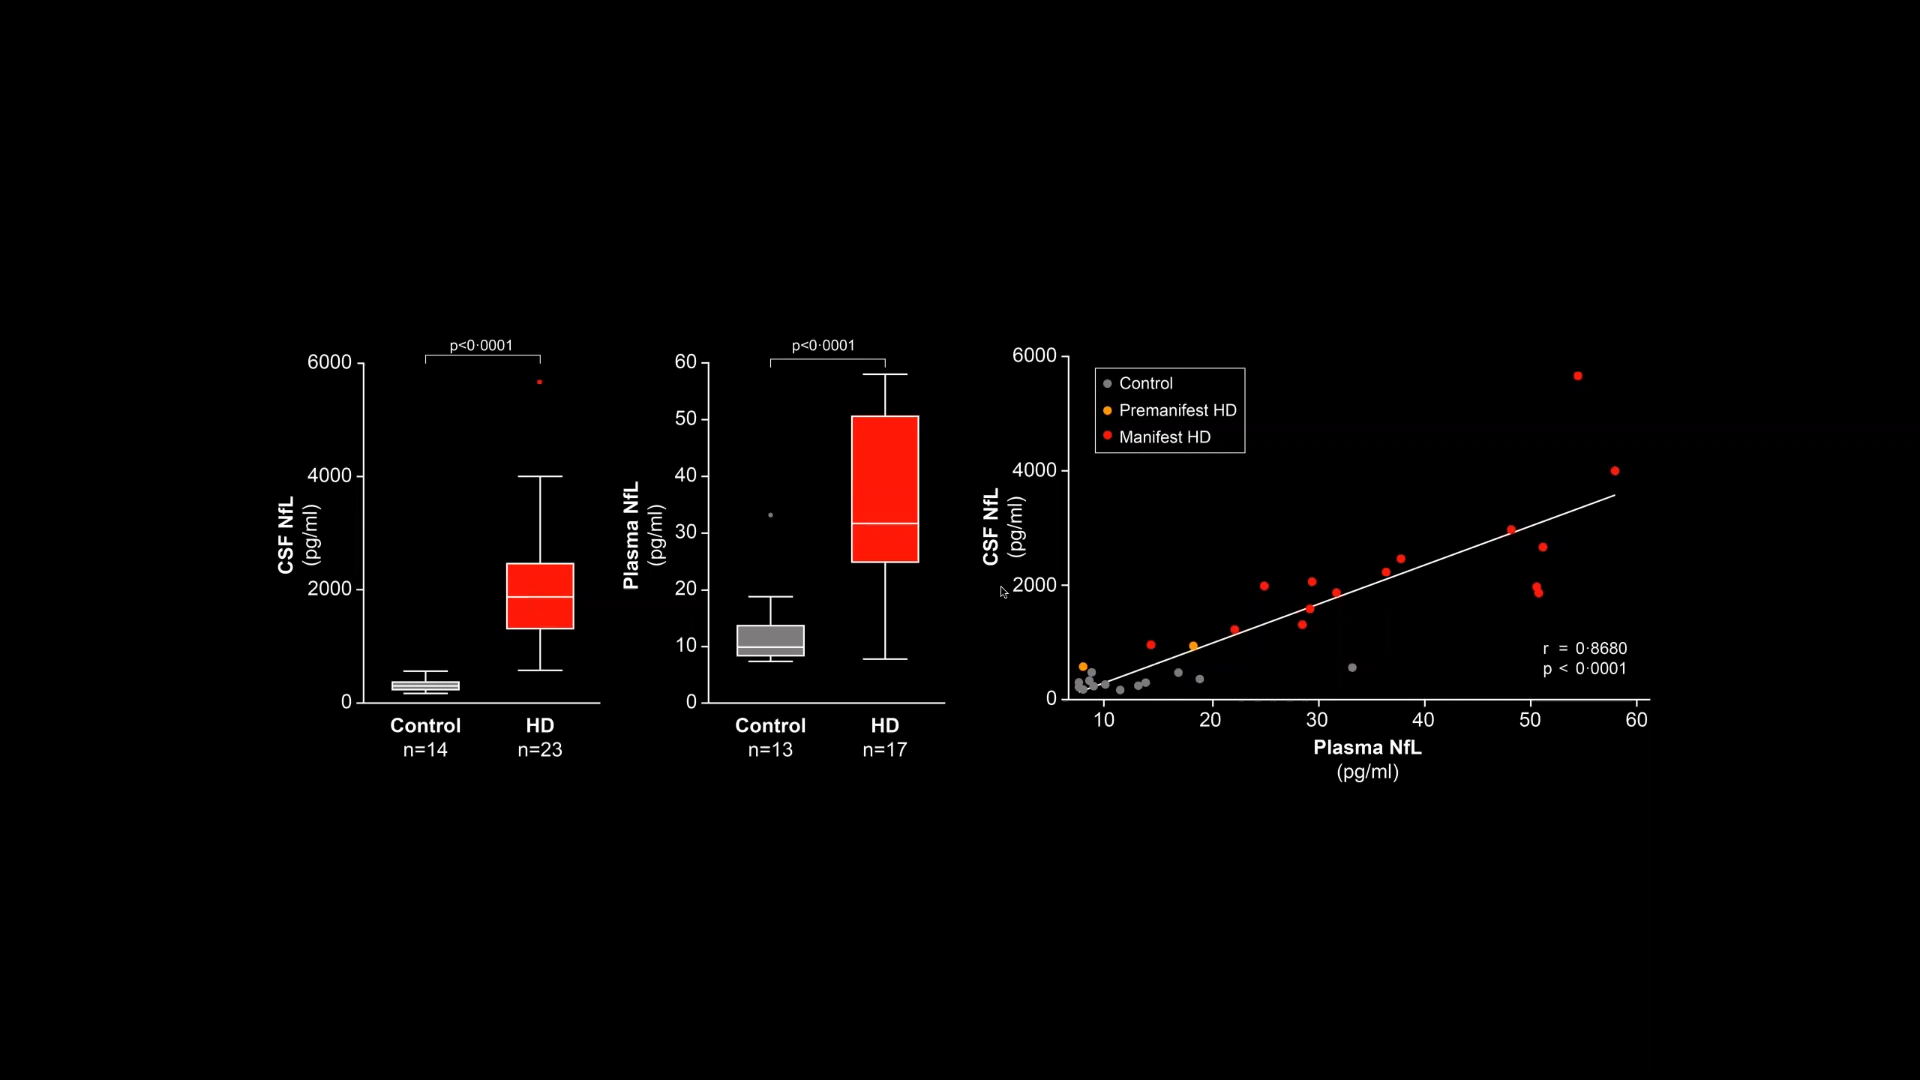 p<0·0001
6000
4000
2000
0
CSF NfL
(pg/ml)
Control
n=14
HD
n=23
p<0·0001
60
50
40
30
20
10
0
Plasma NfL
(pg/ml)
Control
n=13
HD
n=17
6000
4000
2000
0
CSF NfL
(pg/ml)
Control
Premanifest HD
Manifest HD
r = 0·8680
p < 0·0001
10 20 30 40 50 60
Plasma NfL
(pg/ml)